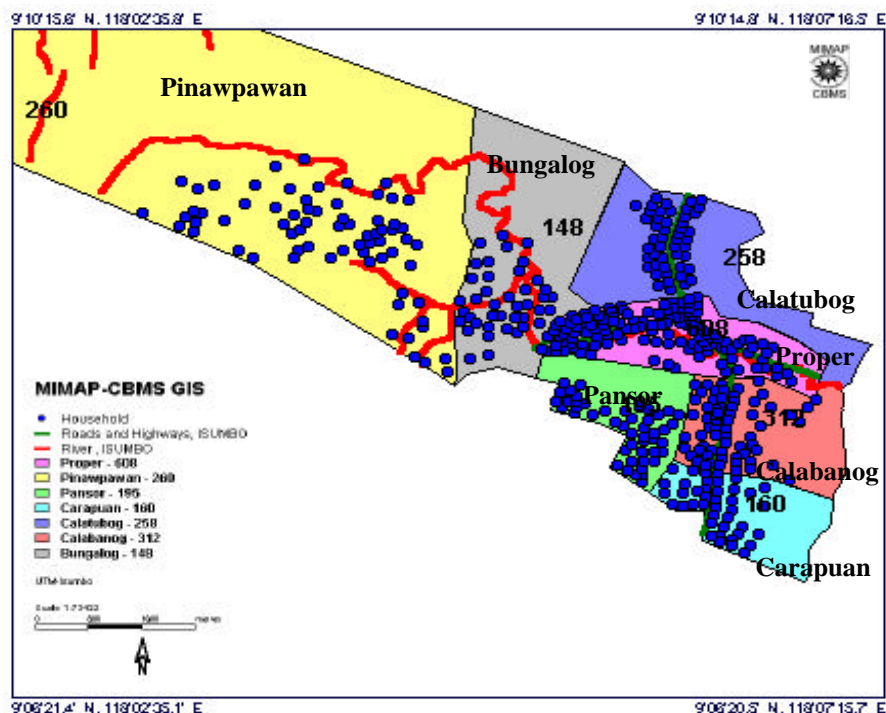 9°10'15.6" N, 118°02'35.8" E
9°10'14.8" N, 118°07'16.5" E
MIMAP
CBMS
Pinawpawan
260
Bungalog
148
258
Calatubog
608
Proper
Pansor
195
312
Calabanog
160
Carapuan
MIMAP-CBMS GIS
Household
Roads and Highways, ISUMBO
River, ISUMBO
Proper - 608
Pinawpawan - 260
Pansor - 195
Carapuan - 160
Calatubog - 258
Calabanog - 312
Bungalog - 148
Scale
0
N
9°06'21.4" N, 118°02'35.1" E
9°06'20.5" N, 118°07'15.7" E